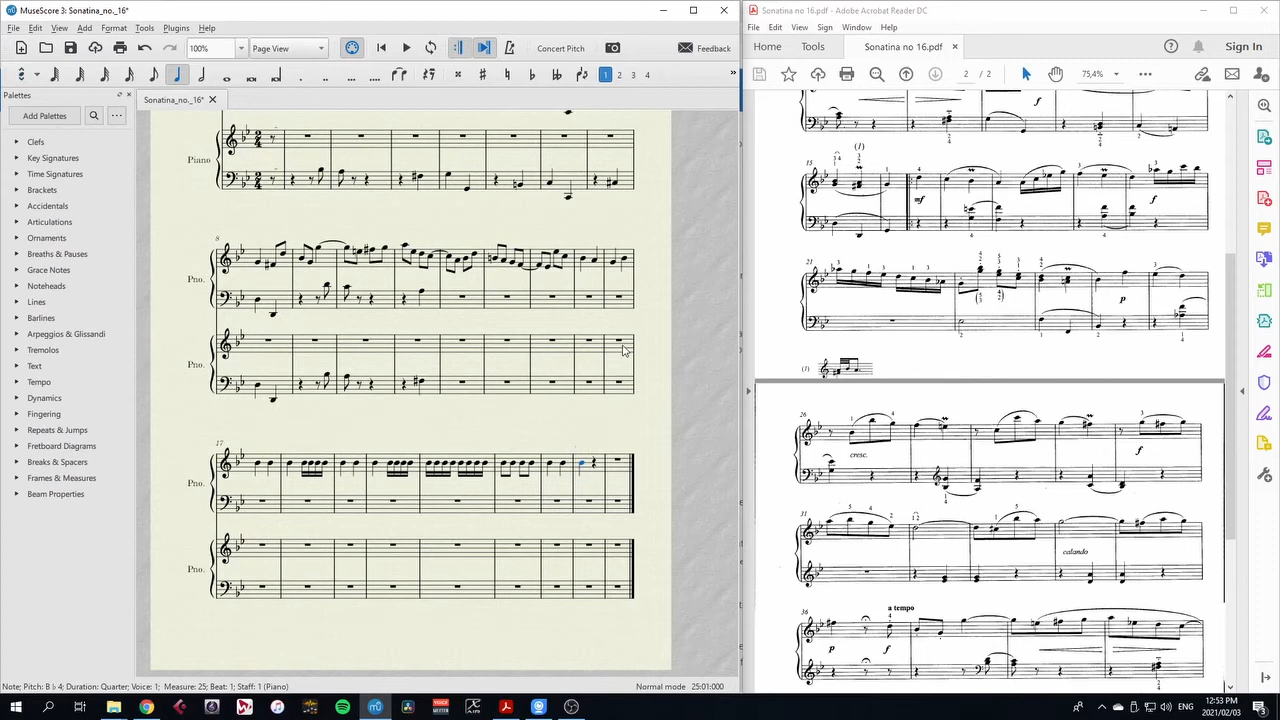 MuseScore 3: Sonatina_no._16*
File Edit View Add Format Tools Plugins Help
100% Page View Concert Pitch Feedback
1 2 3 4 »
Palettes
Sonatina_no._16*
Add Palettes
Clefs
Key Signatures
Time Signatures
Brackets
Accidentals
Articulations
Ornaments
Breaths & Pauses
Grace Notes
Noteheads
Lines
Barlines
Arpeggios & Glissandi
Tremolos
Text
Tempo
Dynamics
Fingering
Repeats & Jumps
Fretboard Diagrams
Breaks & Spacers
Frames & Measures
Beam Properties
Piano
8
Pno.
Pno.
17
Pno.
Pno.
Note; Pitch: B♭4; Duration: Quarter; Voice: 1; Measure: 25; Beat: 1; Staff: 1 (Piano)
Normal mode 25:01:000
Sonatina no 16.pdf - Adobe Acrobat Reader DC
File Edit View Sign Window Help
Home Tools Sonatina no 16.pdf × Sign In
2 / 2 75,4%
f
15 (1)
mf f
21
p
(1)
26
cresc. f
31
calando
36 a tempo
p f
12:53 PM
ENG
2021/02/03